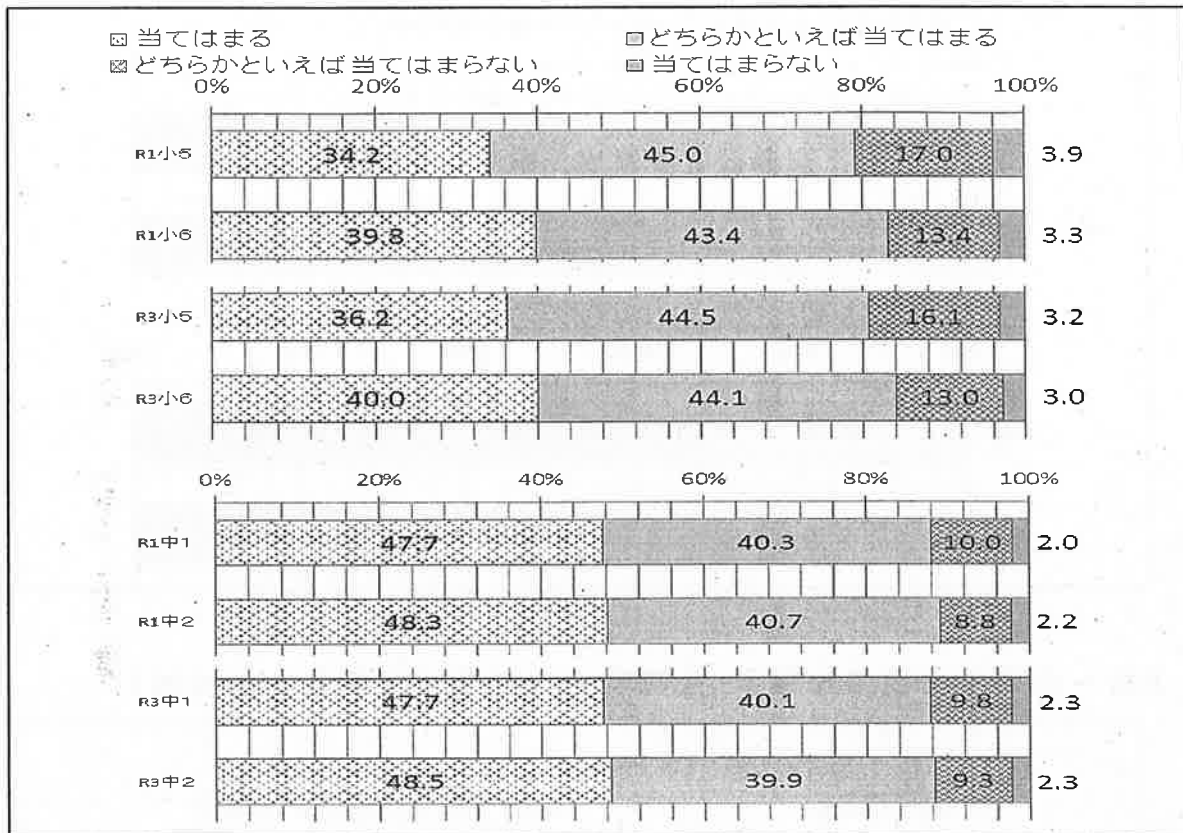 当てはまる どちらかといえば当てはまる
どちらかといえば当てはまらない 当てはまらない
0% 20% 40% 60% 80% 100%
R1小5 34.2 45.0 17.0 3.9
R1小6 39.8 43.4 13.4 3.3
R3小5 36.2 44.5 16.1 3.2
R3小6 40.0 44.1 13.0 3.0
0% 20% 40% 60% 80% 100%
R1中1 47.7 40.3 10.0 2.0
R1中2 48.3 40.7 8.8 2.2
R3中1 47.7 40.1 9.8 2.3
R3中2 48.5 39.9 9.3 2.3